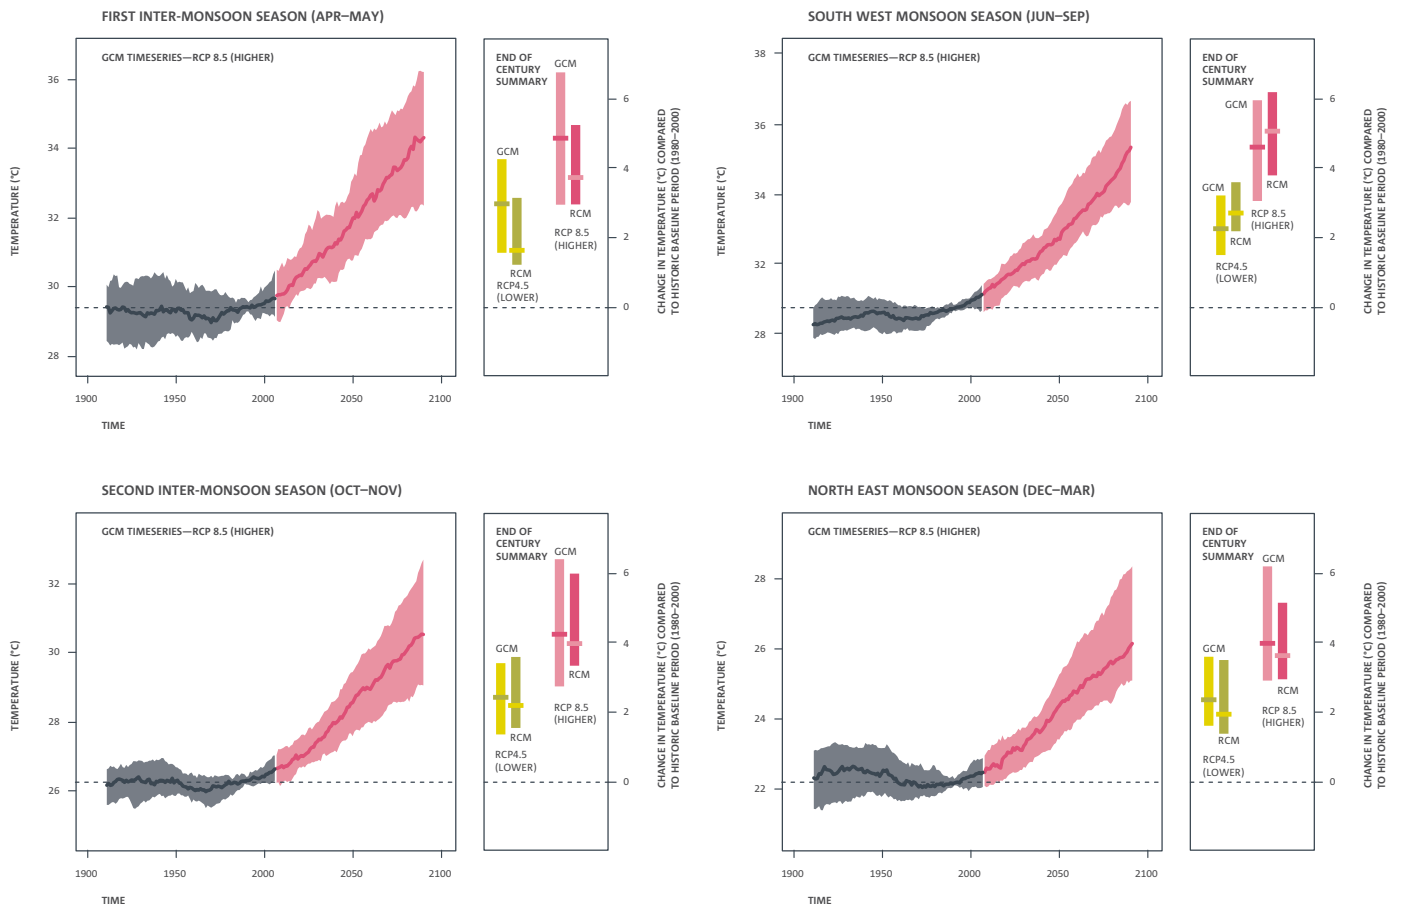 FIRST INTER-MONSOON SEASON (APR–MAY)
GCM TIMESERIES—RCP 8.5 (HIGHER)
TEMPERATURE (°C)
36
34
32
30
28
1900
1950
2000
2050
2100
TIME
END OF
CENTURY
SUMMARY
GCM
GCM
RCM
RCP 8.5
(HIGHER)
RCM
RCP4.5
(LOWER)
6
4
2
0
CHANGE IN TEMPERATURE (°C) COMPARED
TO HISTORIC BASELINE PERIOD (1980–2000)
SOUTH WEST MONSOON SEASON (JUN–SEP)
GCM TIMESERIES—RCP 8.5 (HIGHER)
TEMPERATURE (°C)
38
36
34
32
28
1900
1950
2000
2050
2100
TIME
END OF
CENTURY
SUMMARY
GCM
GCM
RCM
RCP 8.5
(HIGHER)
RCM
RCP4.5
(LOWER)
6
4
2
0
CHANGE IN TEMPERATURE (°C) COMPARED
TO HISTORIC BASELINE PERIOD (1980–2000)
SECOND INTER-MONSOON SEASON (OCT–NOV)
GCM TIMESERIES—RCP 8.5 (HIGHER)
TEMPERATURE (°C)
32
30
28
26
1900
1950
2000
2050
2100
TIME
END OF
CENTURY
SUMMARY
GCM
GCM
RCM
RCP 8.5
(HIGHER)
RCM
RCP4.5
(LOWER)
6
4
2
0
CHANGE IN TEMPERATURE (°C) COMPARED
TO HISTORIC BASELINE PERIOD (1980–2000)
NORTH EAST MONSOON SEASON (DEC–MAR)
GCM TIMESERIES—RCP 8.5 (HIGHER)
TEMPERATURE (°C)
28
26
24
22
1900
1950
2000
2050
2100
TIME
END OF
CENTURY
SUMMARY
GCM
GCM
RCM
RCP 8.5
(HIGHER)
RCM
RCP4.5
(LOWER)
6
4
2
0
CHANGE IN TEMPERATURE (°C) COMPARED
TO HISTORIC BASELINE PERIOD (1980–2000)